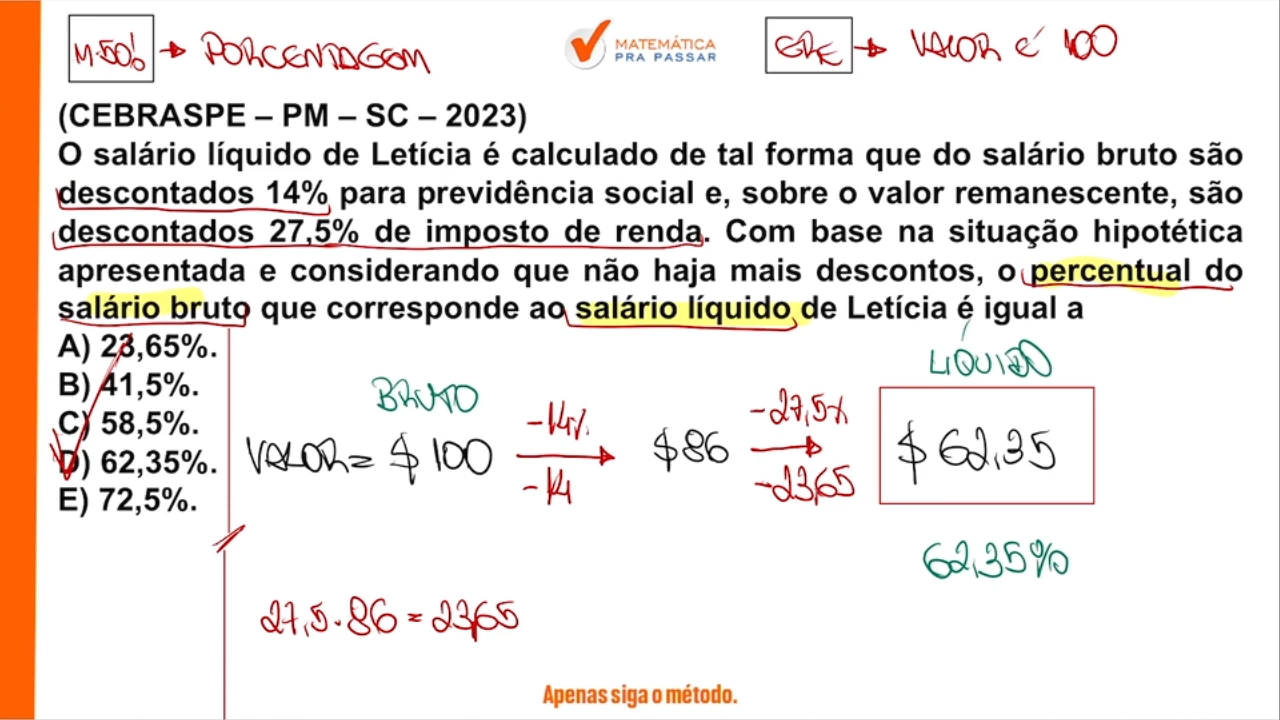 M.50! → PORCENTAGEM
MATEMÁTICA
PRA PASSAR
→ VALOR É 100
(CEBRASPE – PM – SC – 2023)
O salário líquido de Letícia é calculado de tal forma que do salário bruto são
descontados 14% para previdência social e, sobre o valor remanescente, são
descontados 27,5% de imposto de renda. Com base na situação hipotética
apresentada e considerando que não haja mais descontos, o percentual do
salário bruto que corresponde ao salário líquido de Letícia é igual a
A) 23,65%.
B) 41,5%.
C) 58,5%.
D) 62,35%.
E) 72,5%.
BRUTO
LÍQUIDO
VALOR = $ 100
-14%
-14
$86
-27,5%
-23,65
$ 62,35
62,35%
27,5.86 = 23,65
Apenas siga o método.